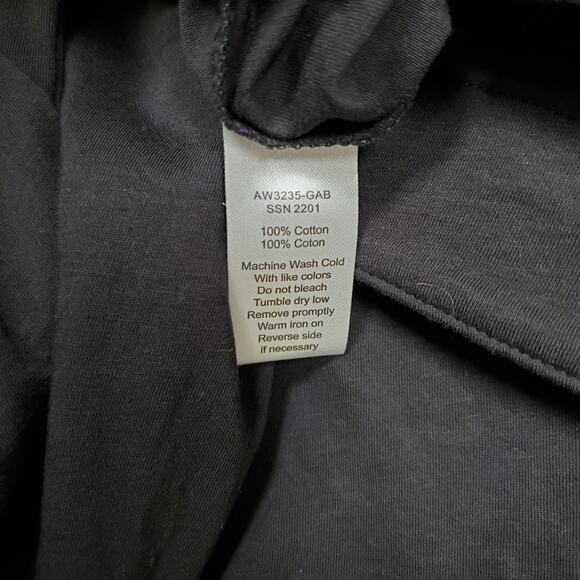 AW3235-GAB
SSN 2201
100% Cotton
100% Coton
Machine Wash Cold
With like colors
Do not bleach
Tumble dry low
Remove promptly
Warm iron on
Reverse side
if necessary